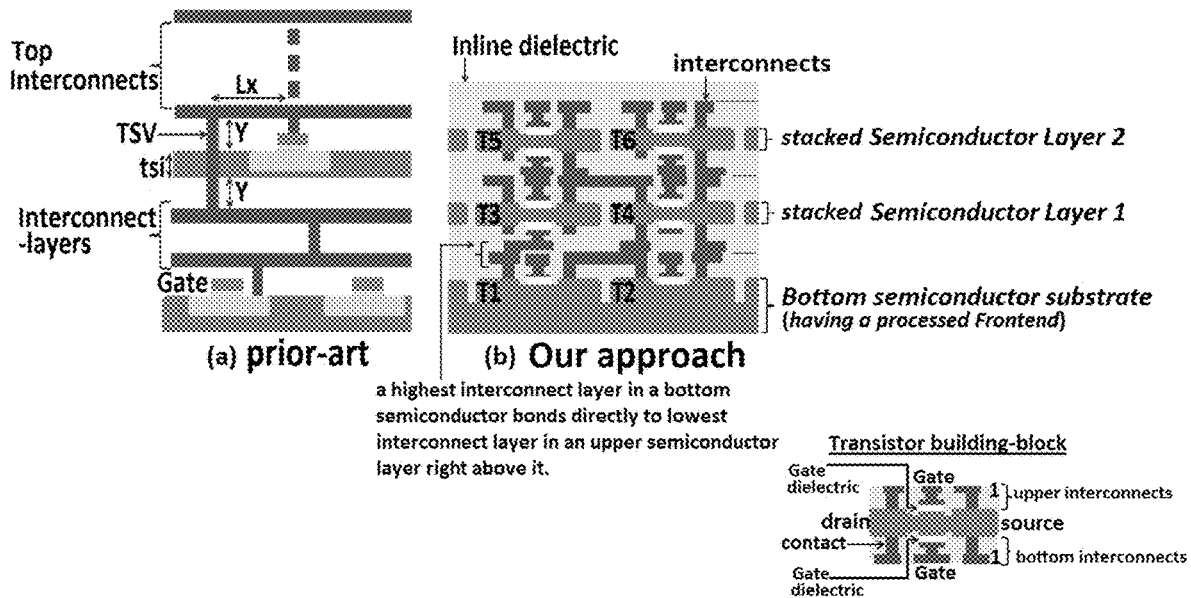 Top
Interconnects
Lx
TSV
Y
tsi
Y
Interconnect
-layers
Gate
(a) prior-art
Inline dielectric
interconnects
T5
T6
stacked Semiconductor Layer 2
T3
T4
stacked Semiconductor Layer 1
T1
T2
Bottom semiconductor substrate
(having a processed Frontend)
(b) Our approach
a highest interconnect layer in a bottom
semiconductor bonds directly to lowest
interconnect layer in an upper semiconductor
layer right above it.
Transistor building-block
Gate
dielectric
Gate
1
upper interconnects
drain
source
contact
1
bottom interconnects
Gate
dielectric
Gate